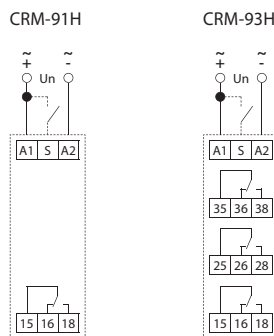 CRM-91H CRM-93H
~ ~ ~ ~
+ Un - + Un -
A1 S A2 A1 S A2
35 36 38
25 26 28
15 16 18 15 16 18